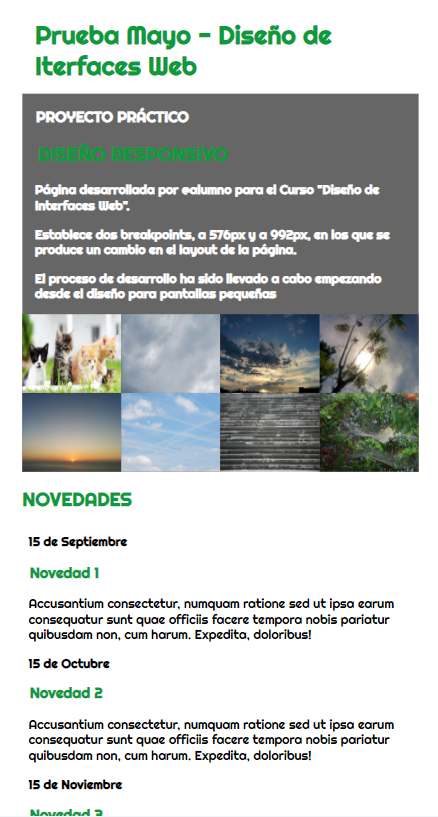 Prueba Mayo - Diseño de
Iterfaces Web
PROYECTO PRÁCTICO
DISEÑO RESPONSIVO
Página desarrollada por @alumno para el Curso "Diseño de
Interfaces Web".
Establece dos breakpoints, a 576px y a 992px, en los que se
produce un cambio en el layout de la página.
El proceso de desarrollo ha sido llevado a cabo empezando
desde el diseño para pantallas pequeñas
NOVEDADES
15 de Septiembre
Novedad 1
Accusantium consectetur, numquam ratione sed ut ipsa earum
consequatur sunt quae officiis facere tempora nobis pariatur
quibusdam non, cum harum. Expedita, doloribus!
15 de Octubre
Novedad 2
Accusantium consectetur, numquam ratione sed ut ipsa earum
consequatur sunt quae officiis facere tempora nobis pariatur
quibusdam non, cum harum. Expedita, doloribus!
15 de Noviembre
Novedad 3